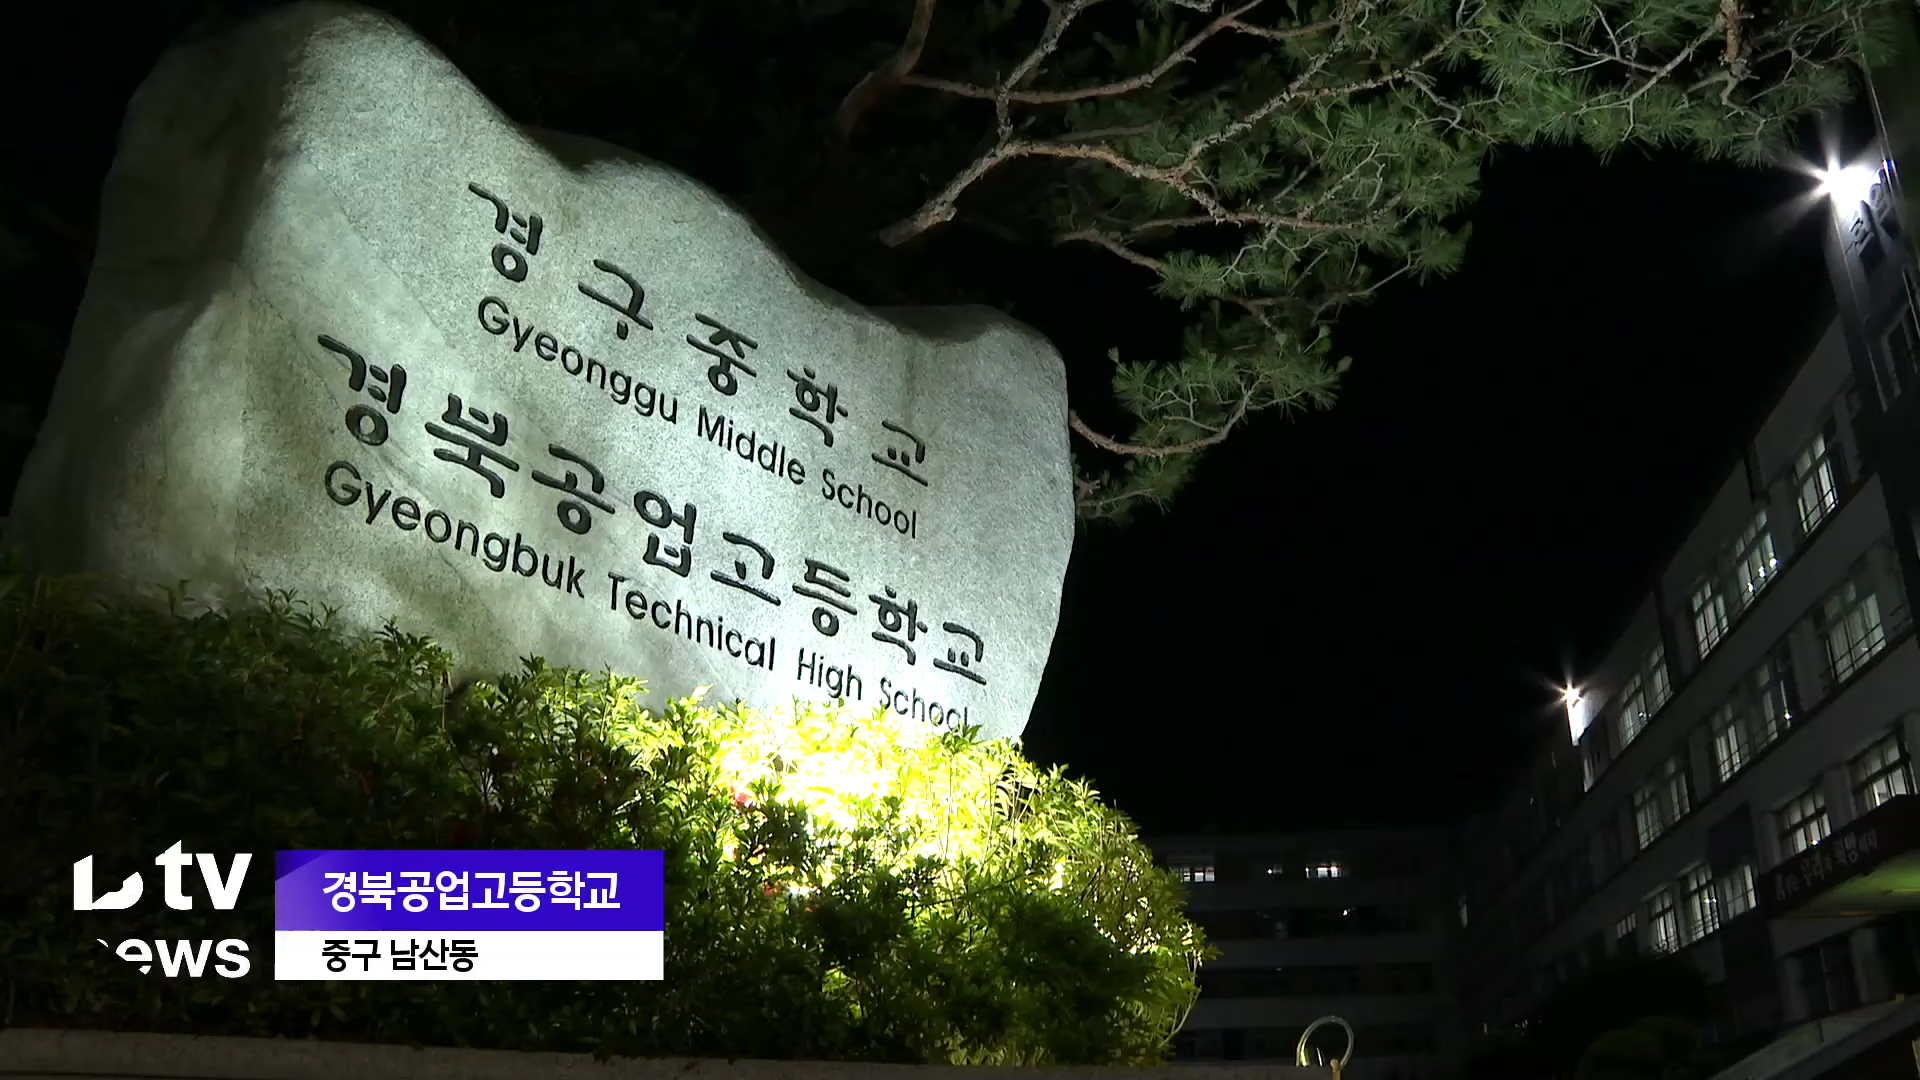 경구중학교
Gyeonggu Middle School
경북공업고등학교
Gyeongbuk Technical High School
B tv news
경북공업고등학교
중구 남산동